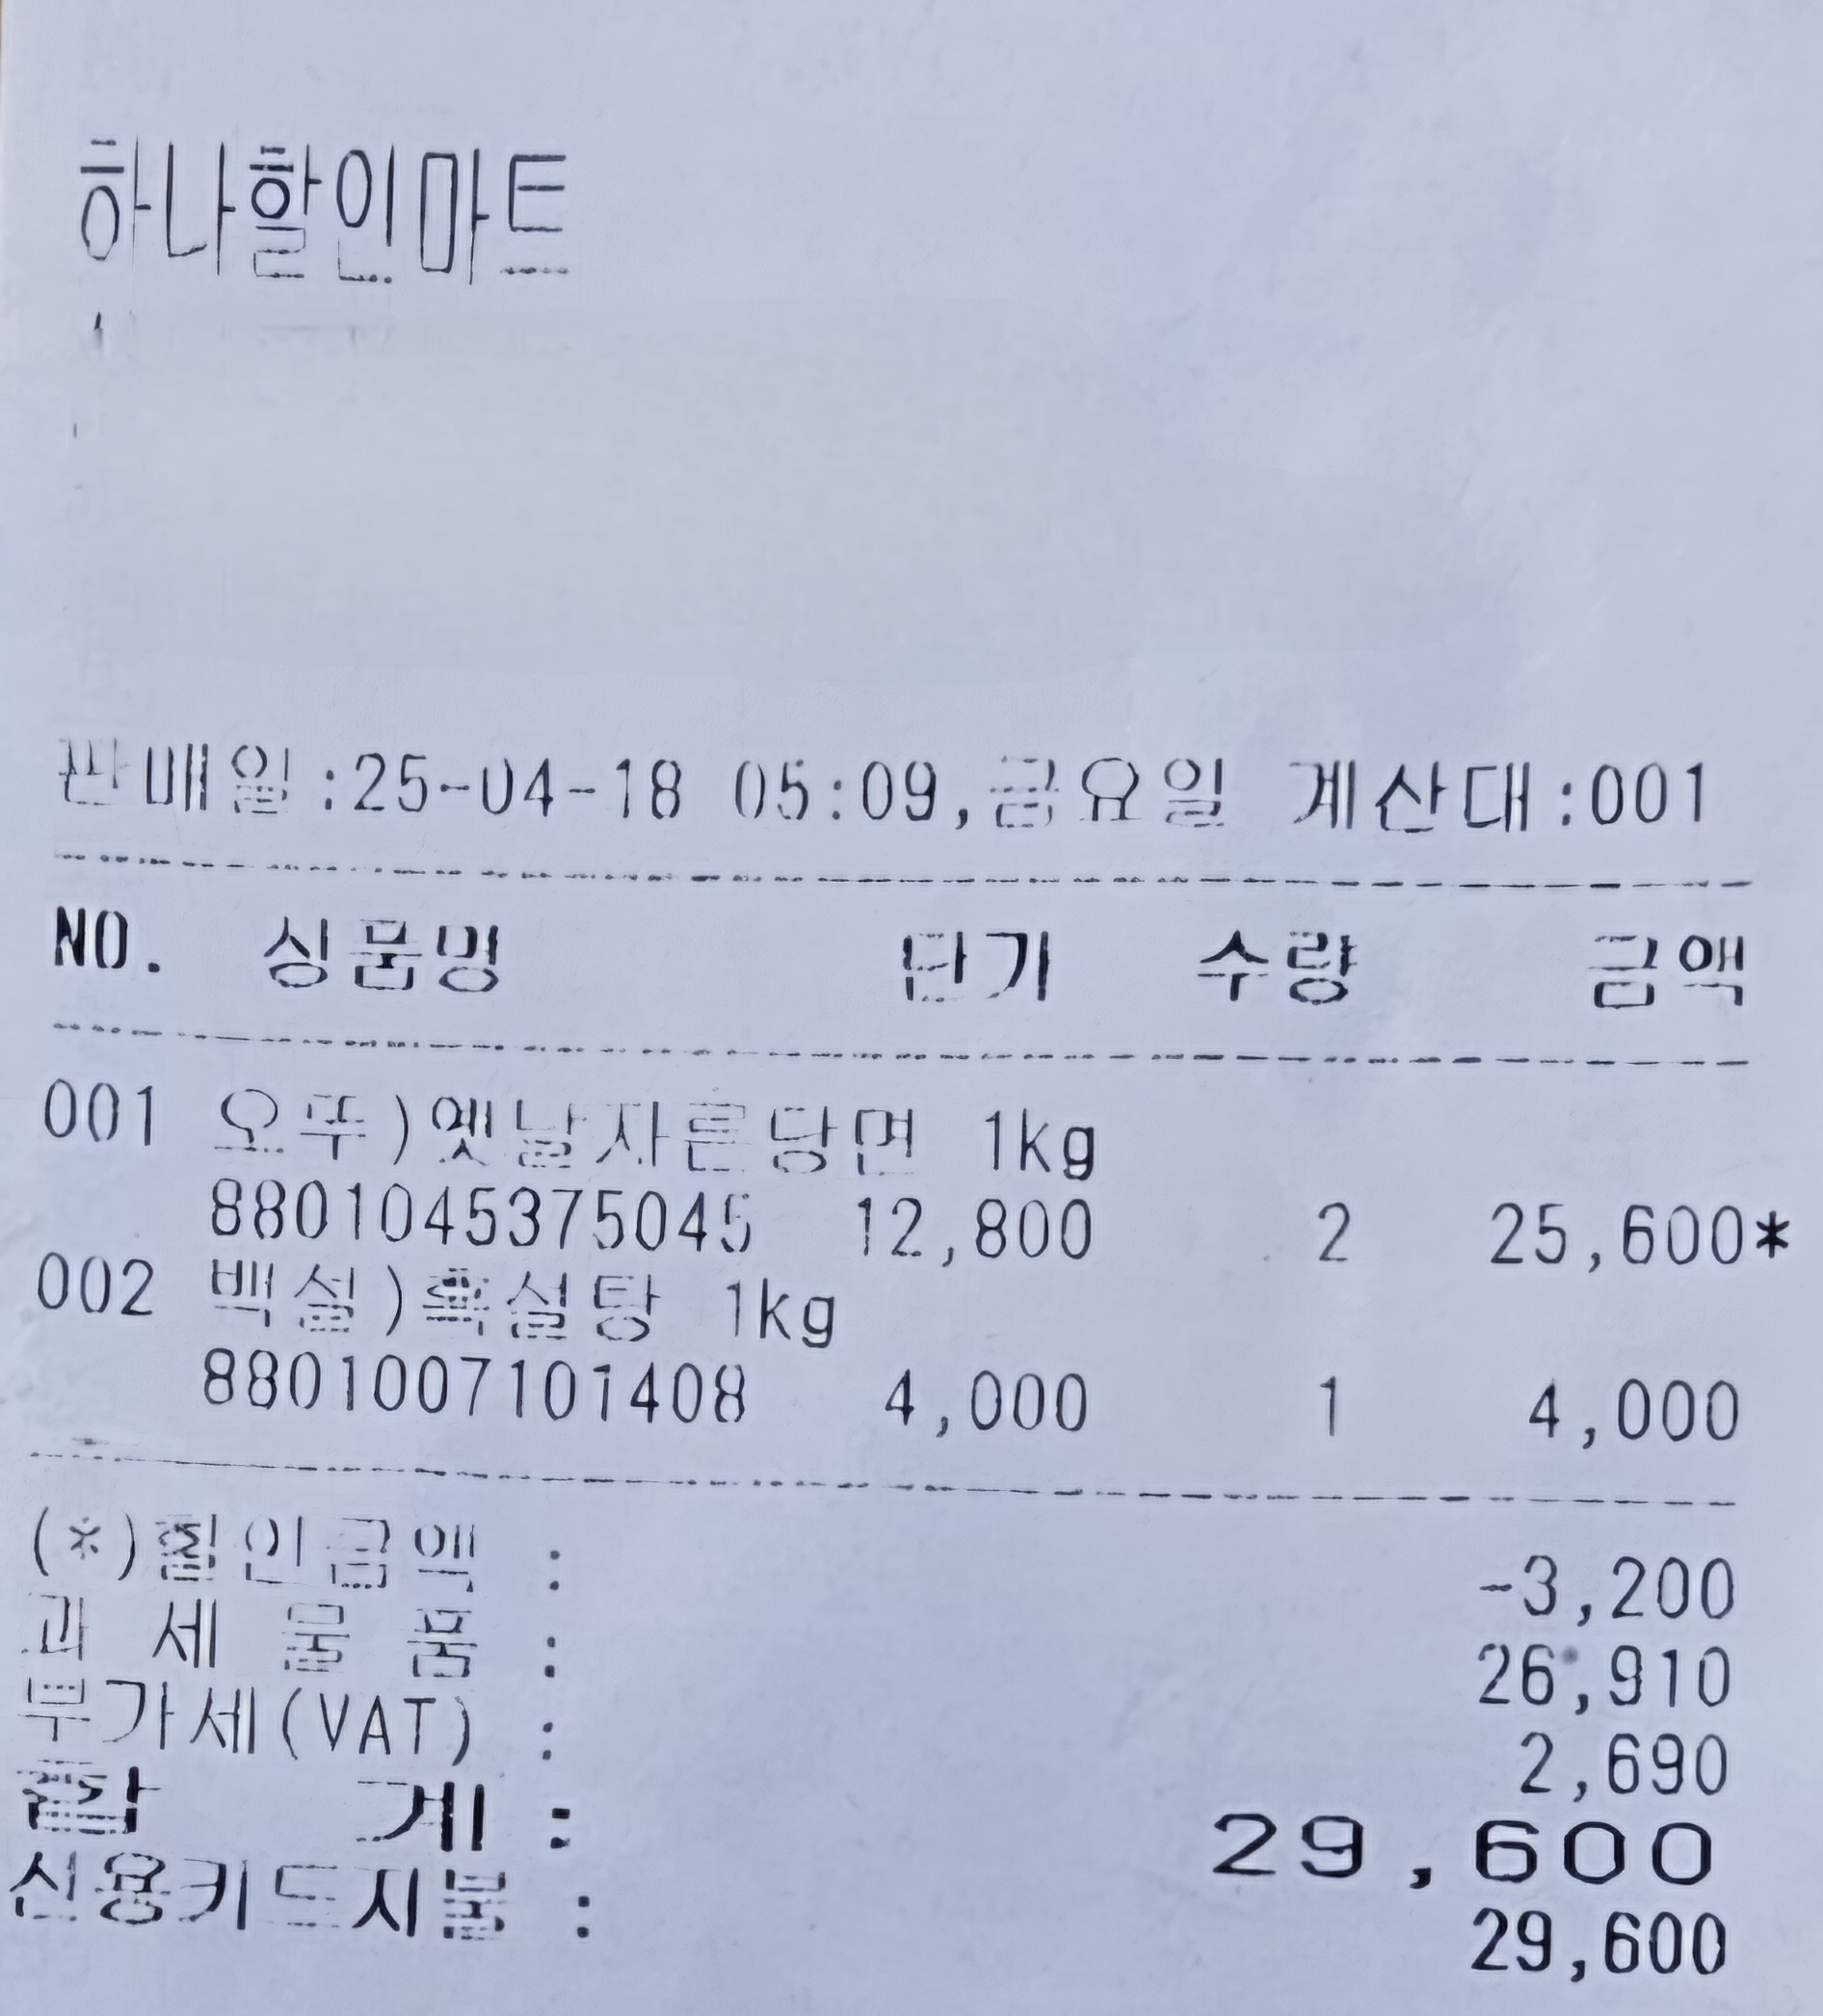 하나할인마트
판매일:25-04-18 05:09,금요일 계산대:001
NO. 상품명 단가 수량 금액
001 오뚜)옛날자른당면 1kg
8801045375045 12,800 2 25,600*
002 백설)흑설탕 1kg
8801007101408 4,000 1 4,000
(*)할인금액 : -3,200
과 세 물 품 : 26,910
부가세(VAT) : 2,690
합 계 : 29,600
신용카드지불 : 29,600